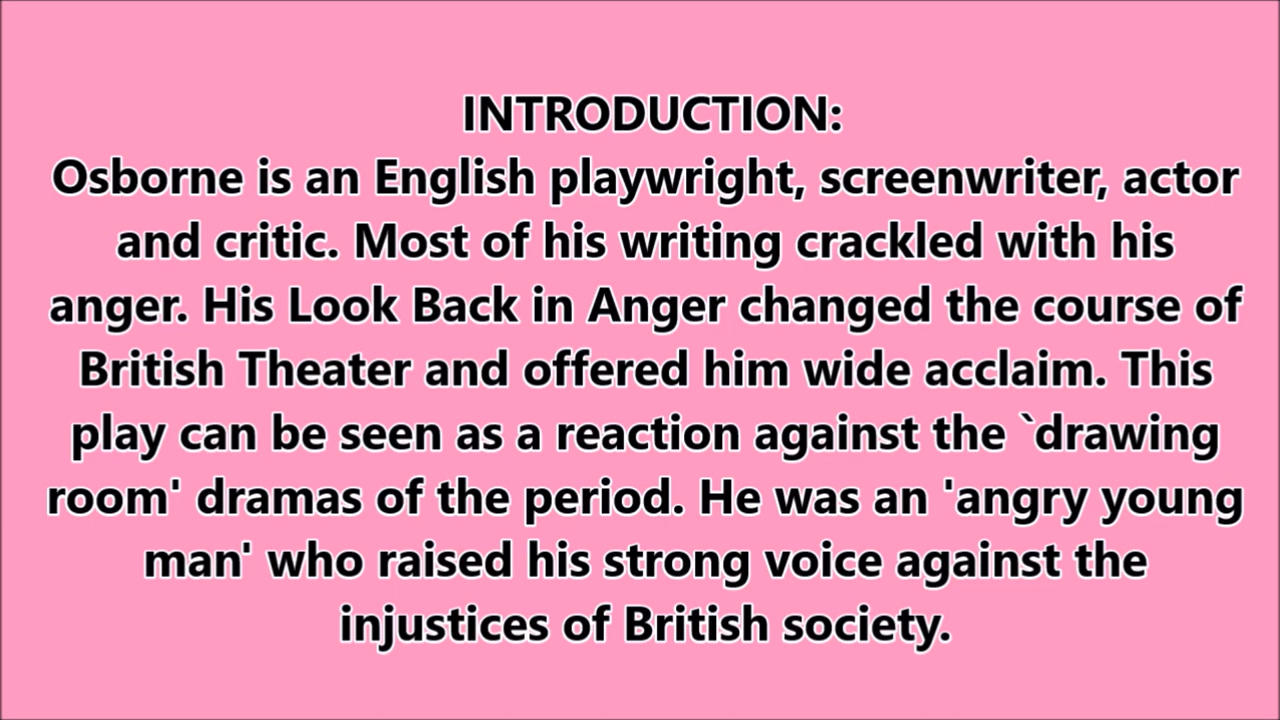 INTRODUCTION:
Osborne is an English playwright, screenwriter, actor
and critic. Most of his writing crackled with his
anger. His Look Back in Anger changed the course of
British Theater and offered him wide acclaim. This
play can be seen as a reaction against the `drawing
room' dramas of the period. He was an 'angry young
man' who raised his strong voice against the
injustices of British society.